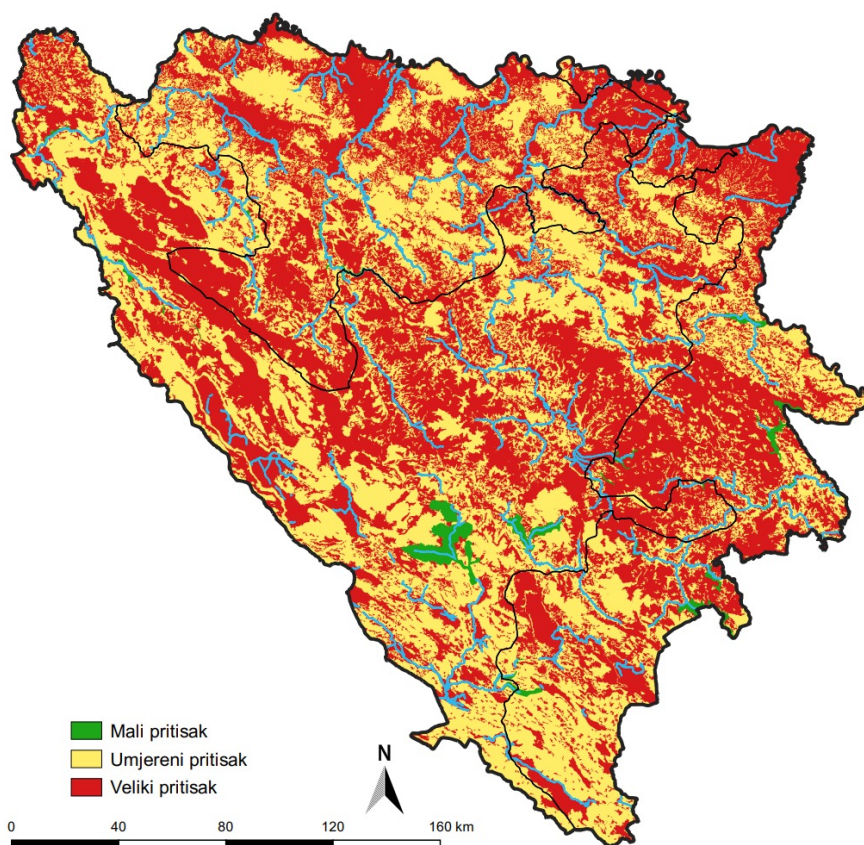 Mali pritisak
Umjereni pritisak
Veliki pritisak
N
0 40 80 120 160 km